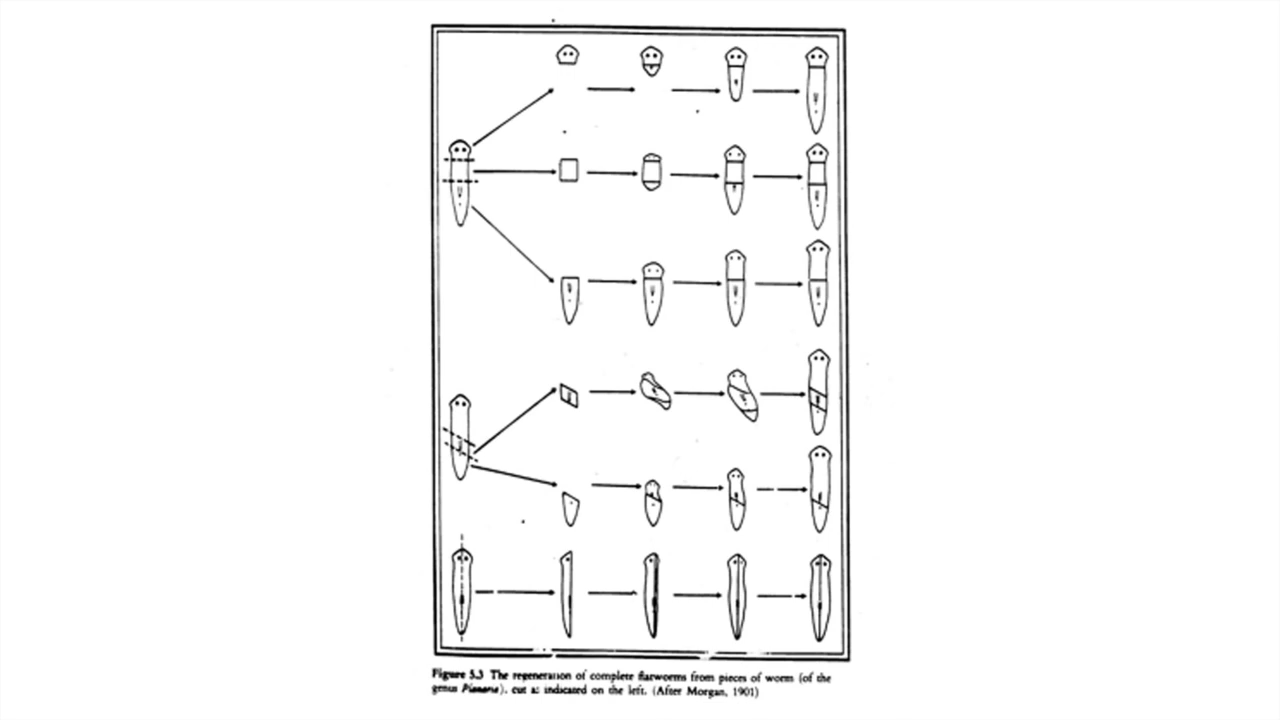 Figure 5.3 The regeneration of complete flatworms from pieces of worm (of the
genus Planaria), cut as indicated on the left. (After Morgan, 1901)